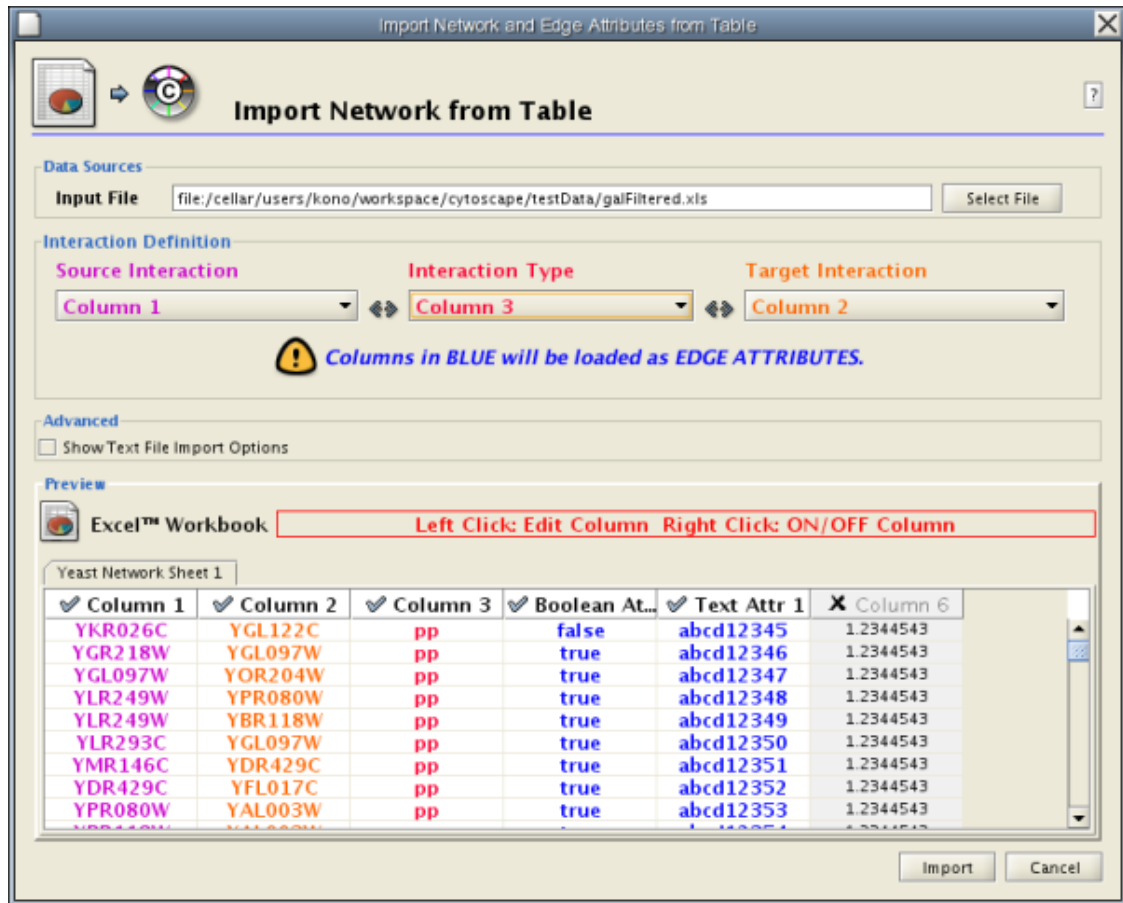 Import Network and Edge Attributes from Table
C
Import Network from Table
?
Data Sources
Input File file:/cellar/users/kono/workspace/cytoscape/testData/galFiltered.xls Select File
Interaction Definition
Source Interaction Interaction Type Target Interaction
Column 1 Column 3 Column 2
! Columns in BLUE will be loaded as EDGE ATTRIBUTES.
Advanced
Show Text File Import Options
Preview
Excel™ Workbook Left Click: Edit Column Right Click: ON/OFF Column
Yeast Network Sheet 1
Column 1 Column 2 Column 3 Boolean At... Text Attr 1 Column 6
YKR026C YGL122C pp false abcd12345 1.2344543
YGR218W YGL097W pp true abcd12346 1.2344543
YGL097W YOR204W pp true abcd12347 1.2344543
YLR249W YPR080W pp true abcd12348 1.2344543
YLR249W YBR118W pp true abcd12349 1.2344543
YLR293C YGL097W pp true abcd12350 1.2344543
YMR146C YDR429C pp true abcd12351 1.2344543
YDR429C YFL017C pp true abcd12352 1.2344543
YPR080W YAL003W pp true abcd12353 1.2344543
Import Cancel